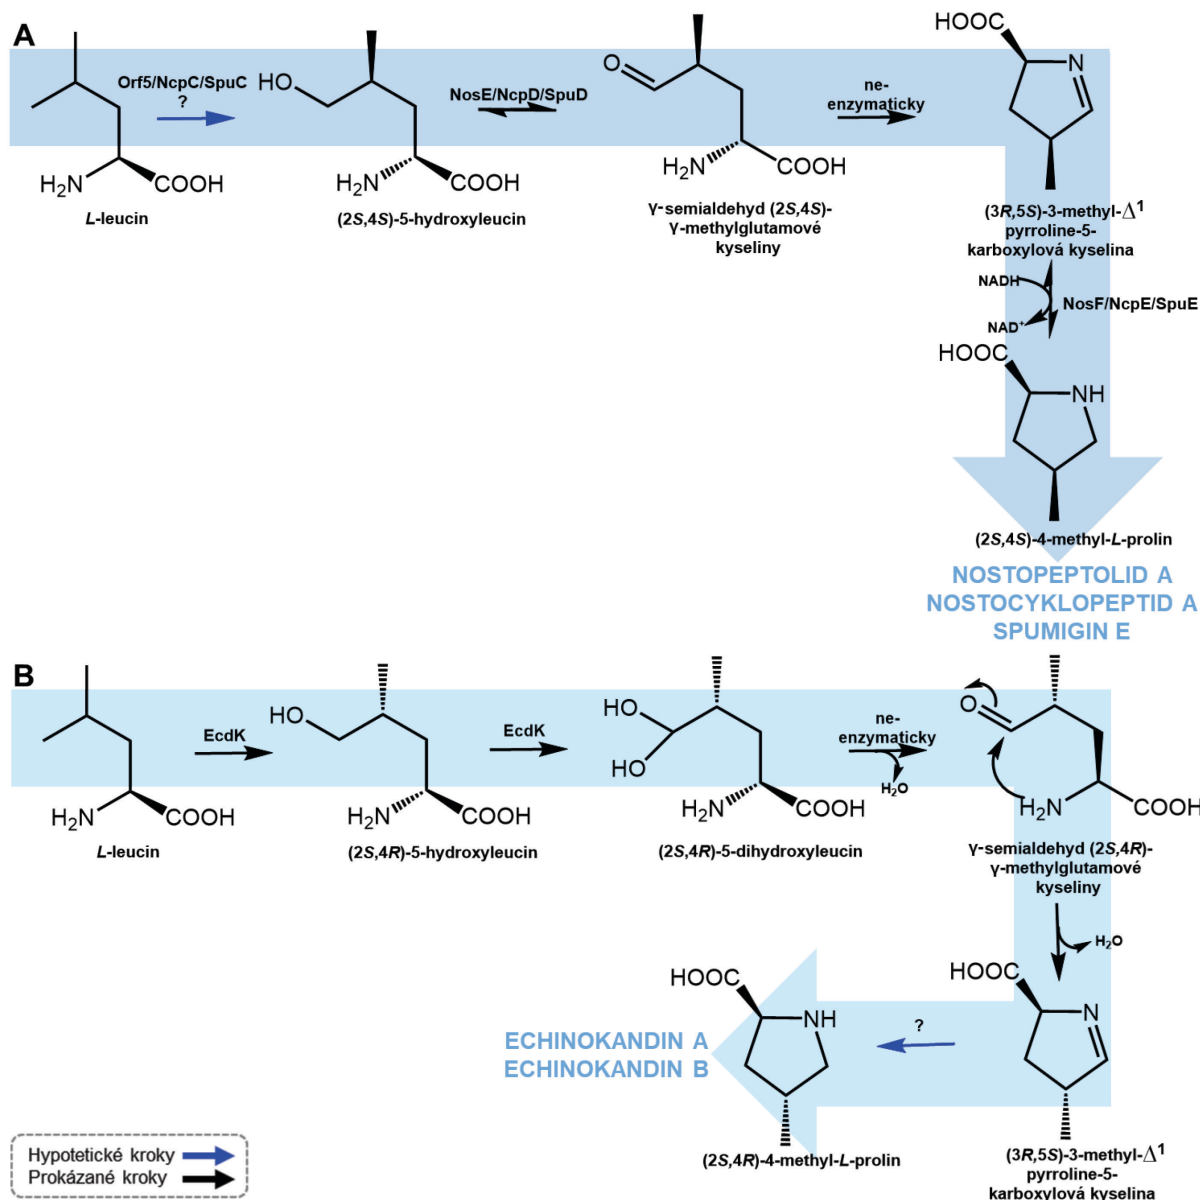 A
Orf5/NcpC/SpuC
?
H₂N
COOH
L-leucin
HO
H₂N
COOH
(2S,4S)-5-hydroxyleucin
NosE/NcpD/SpuD
O
H₂N
COOH
γ-semialdehyd (2S,4S)-
γ-methylglutamové
kyseliny
ne-
enzymaticky
HOOC
N
(3R,5S)-3-methyl-Δ¹
pyrroline-5-
karboxylová kyselina
NADH
NAD⁺
NosF/NcpE/SpuE
HOOC
NH
(2S,4S)-4-methyl-L-prolin
NOSTOPEPTOLID A
NOSTOCYKLOPEPTID A
SPUMIGIN E
B
H₂N
COOH
L-leucin
EcdK
HO
H₂N
COOH
(2S,4R)-5-hydroxyleucin
EcdK
HO
HO
H₂N
COOH
(2S,4R)-5-dihydroxyleucin
ne-
enzymaticky
H₂O
O
H₂N
COOH
γ-semialdehyd (2S,4R)-
γ-methylglutamové
kyseliny
H₂O
HOOC
N
(3R,5S)-3-methyl-Δ¹
pyrroline-5-
karboxylová kyselina
?
HOOC
NH
(2S,4R)-4-methyl-L-prolin
ECHINOKANDIN A
ECHINOKANDIN B
Hypotetické kroky
Prokázané kroky